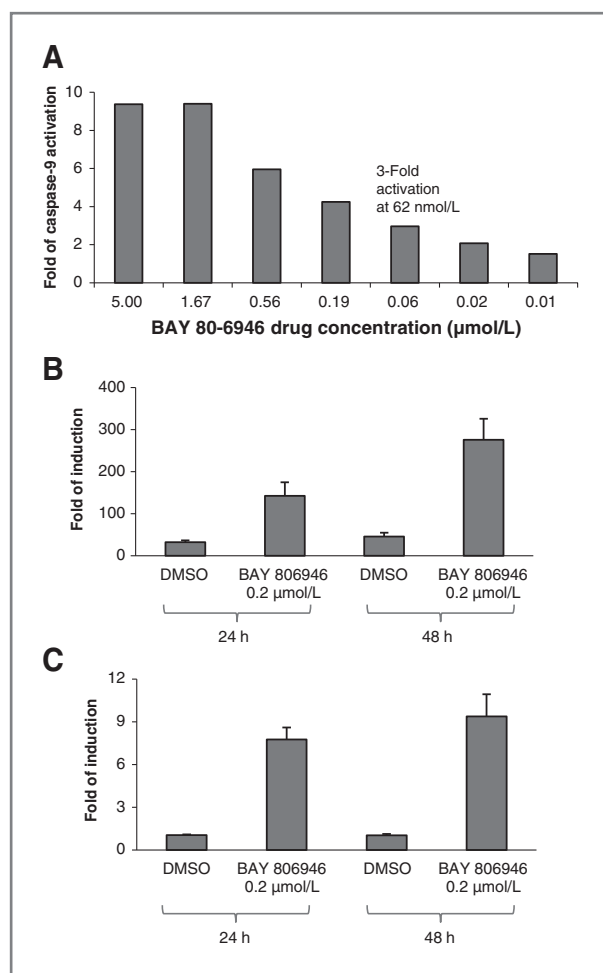 A
Fold of caspase-9 activation
10
8
6
4
2
0
3-Fold
activation
at 62 nmol/L
5.00 1.67 0.56 0.19 0.06 0.02 0.01
BAY 80-6946 drug concentration (μmol/L)
B
Fold of induction
400
300
200
100
0
DMSO BAY 806946 DMSO BAY 806946
0.2 μmol/L 0.2 μmol/L
24 h 48 h
C
Fold of induction
12
9
6
3
0
DMSO BAY 806946 DMSO BAY 806946
0.2 μmol/L 0.2 μmol/L
24 h 48 h